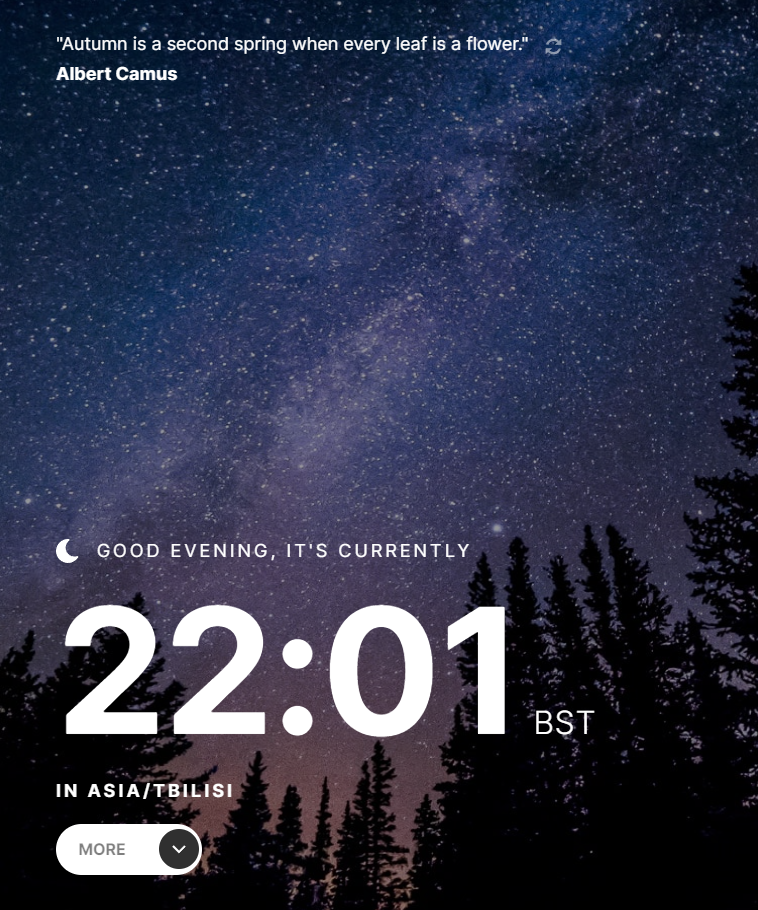 "Autumn is a second spring when every leaf is a flower."
Albert Camus
GOOD EVENING, IT'S CURRENTLY
22:01 BST
IN ASIA/TBILISI
MORE